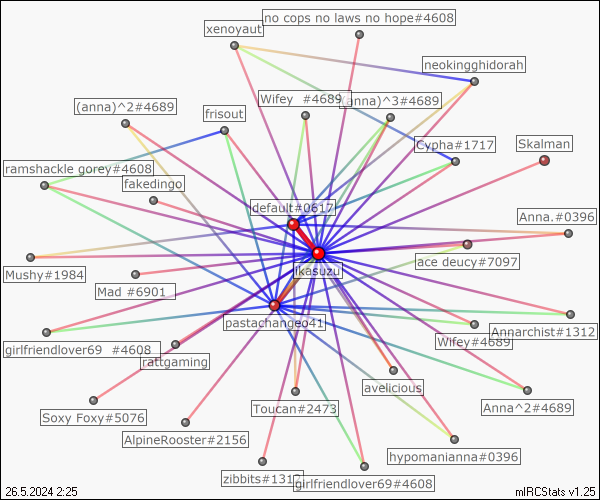 no cops no laws no hope#4608
xenoyaut
neokingghidorah
(anna)^2#4689
frisout
Wifey  #4689
(anna)^3#4689
Cypha#1717
Skalman
ramshackle gorey#4608
fakedingo
default#0617
Anna.#0396
Mushy#1984
Mad #6901
ikasuzu
ace deucy#7097
pastachangeo41
Annarchist#1312
girlfriendlover69  #4608
rattgaming
Wifey#4689
avelicious
Soxy Foxy#5076
Toucan#2473
Anna^2#4689
AlpineRooster#2156
hypomanianna#0396
zibbits#1312
girlfriendlover69#4608
26.5.2024 2:25
mIRCStats v1.25